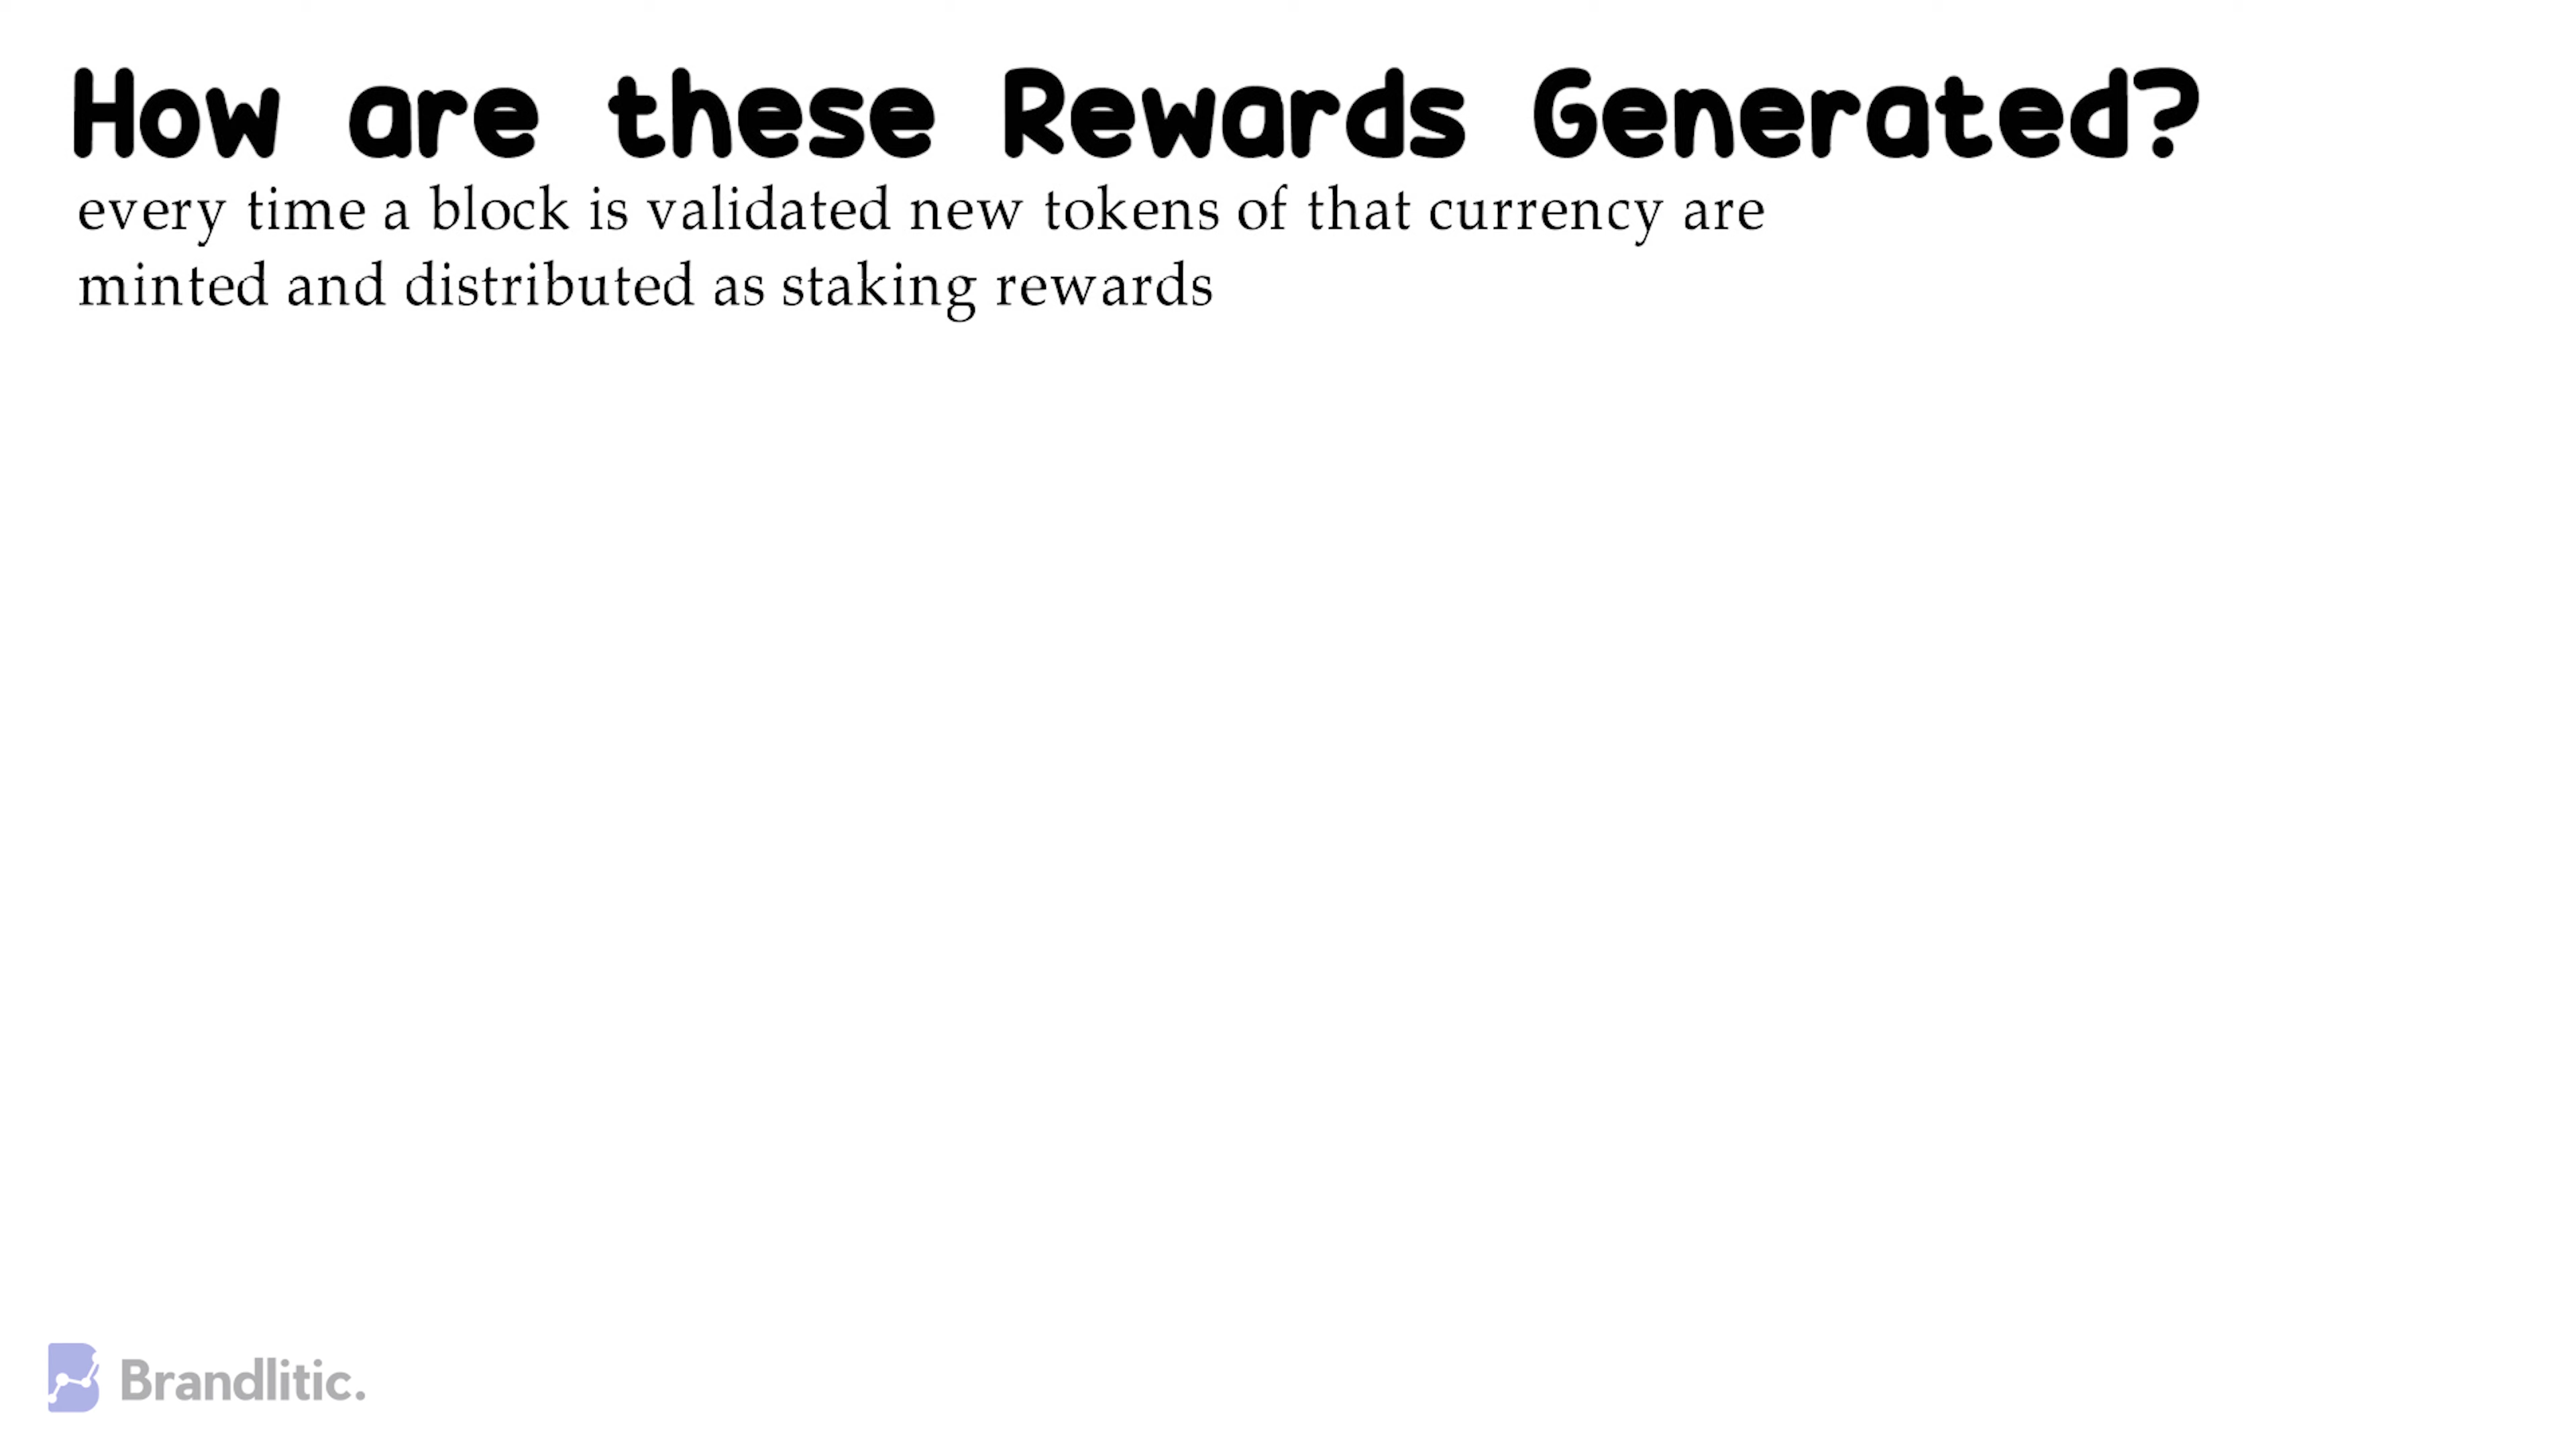 How are these Rewards Generated?
every time a block is validated new tokens of that currency are
minted and distributed as staking rewards
Brandlitic.